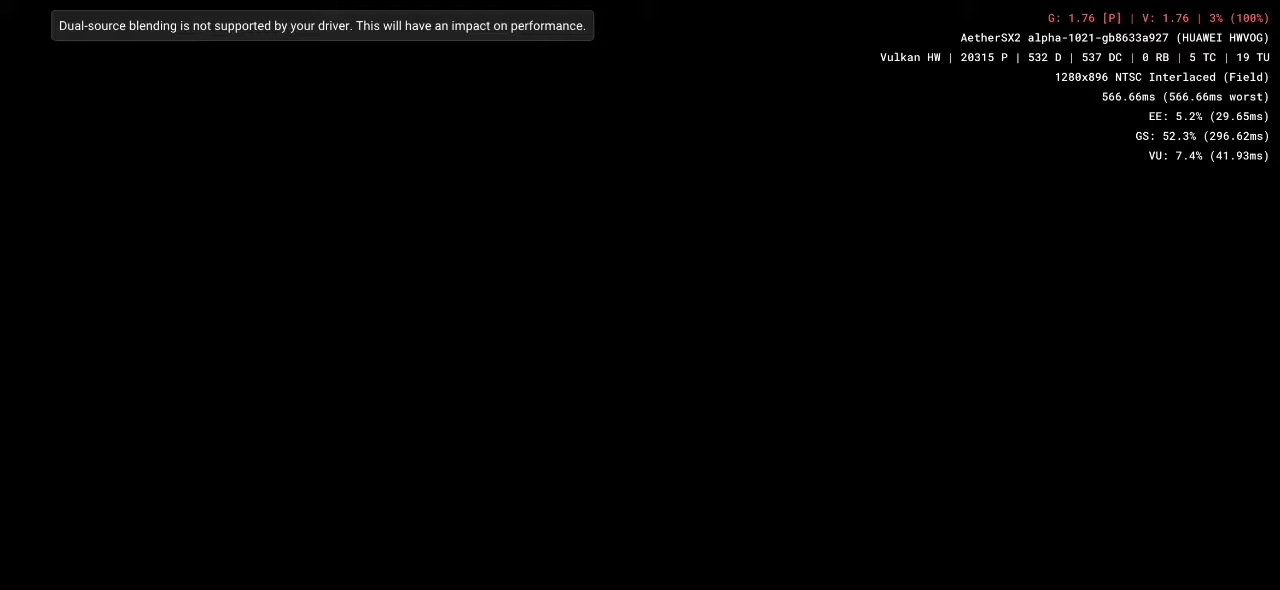 Dual-source blending is not supported by your driver. This will have an impact on performance.
G: 1.76 [P] | V: 1.76 | 3% (100%)
AetherSX2 alpha-1021-gb8633a927 (HUAWEI HWVOG)
Vulkan HW | 20315 P | 532 D | 537 DC | 0 RB | 5 TC | 19 TU
1280x896 NTSC Interlaced (Field)
566.66ms (566.66ms worst)
EE: 5.2% (29.65ms)
GS: 52.3% (296.62ms)
VU: 7.4% (41.93ms)